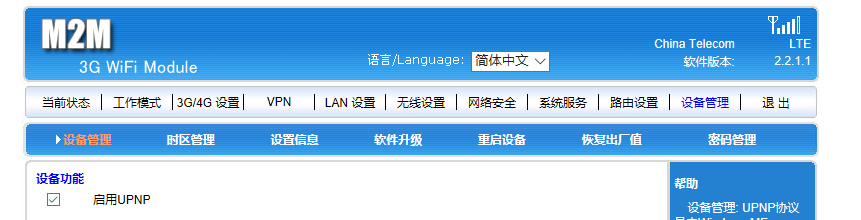 M2M
3G WiFi Module
语言/Language: 简体中文
China Telecom LTE
软件版本: 2.2.1.1
当前状态 工作模式 3G/4G 设置 VPN LAN 设置 无线设置 网络安全 系统服务 路由设置 设备管理 退 出
设备管理 时区管理 设置信息 软件升级 重启设备 恢复出厂值 密码管理
设备功能
启用UPNP
帮助
设备管理: UPNP协议